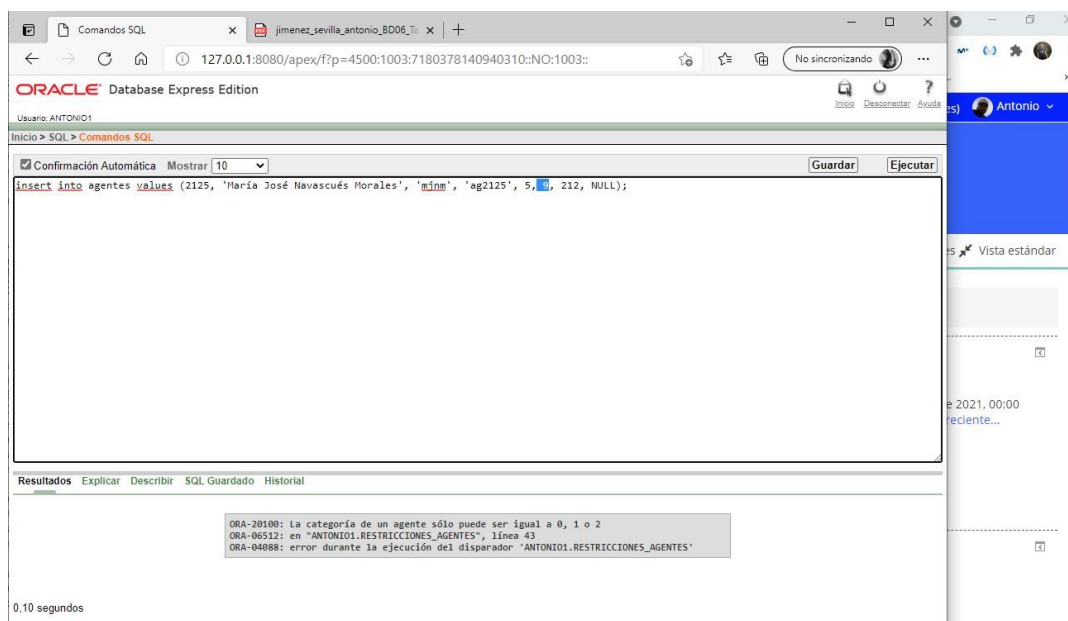 Comandos SQL
jimenez_sevilla_antonio_BD06_Ta
127.0.0.1:8080/apex/f?p=4500:1003:7180378140940310::NO:1003::
No sincronizando
ORACLE Database Express Edition
Inicio Desconectar Ayuda
Usuario: ANTONIO1
Inicio > SQL > Comandos SQL
Confirmación Automática Mostrar 10
Guardar Ejecutar
insert into agentes values (2125, 'María José Navascués Morales', 'mjnm', 'ag2125', 5, 9, 212, NULL);
Resultados Explicar Describir SQL Guardado Historial
ORA-20100: La categoría de un agente sólo puede ser igual a 0, 1 o 2
ORA-06512: en "ANTONIO1.RESTRICCIONES_AGENTES", línea 43
ORA-04088: error durante la ejecución del disparador 'ANTONIO1.RESTRICCIONES_AGENTES'
0,10 segundos
es) Antonio
es Vista estándar
e 2021, 00:00
reciente...